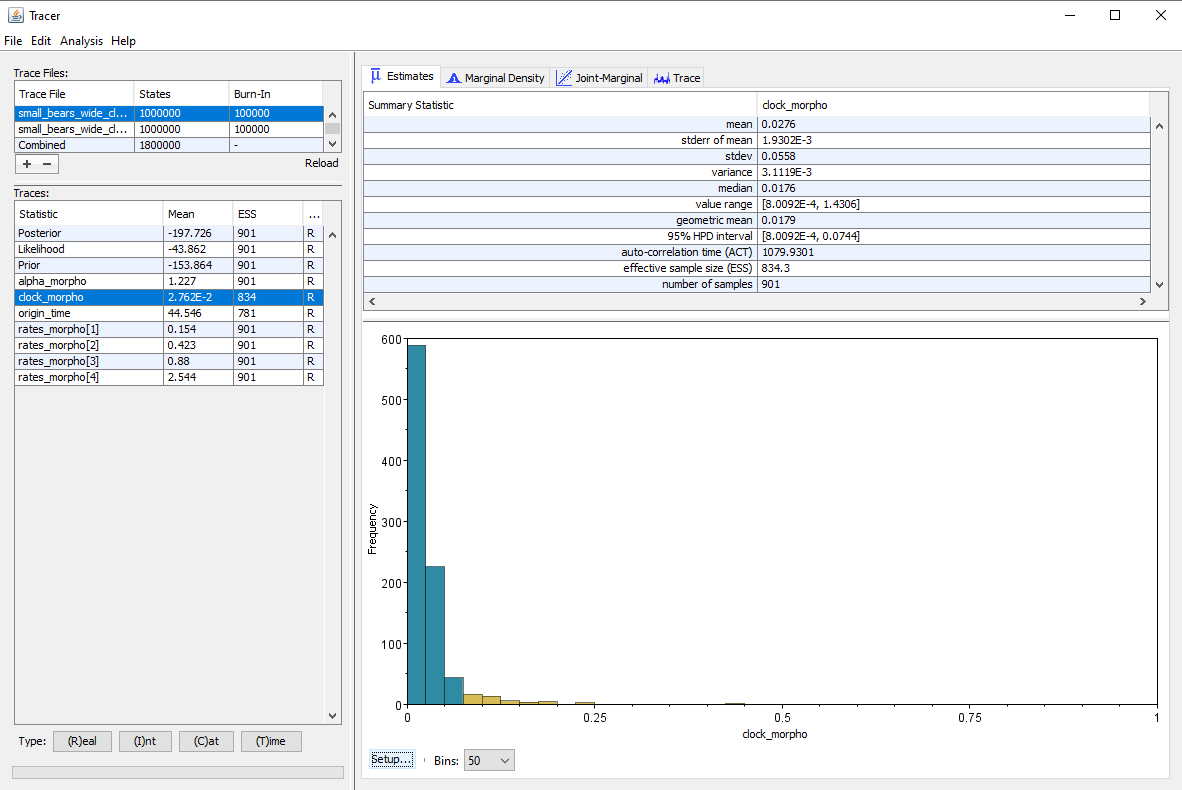 Tracer
File Edit Analysis Help
Trace Files:
Trace File States Burn-In
small_bears_wide_cl... 1000000 100000
small_bears_wide_cl... 1000000 100000
Combined 1800000 -
+ − Reload
Traces:
Statistic Mean ESS ...
Posterior -197.726 901 R
Likelihood -43.862 901 R
Prior -153.864 901 R
alpha_morpho 1.227 901 R
clock_morpho 2.762E-2 834 R
origin_time 44.546 781 R
rates_morpho[1] 0.154 901 R
rates_morpho[2] 0.423 901 R
rates_morpho[3] 0.88 901 R
rates_morpho[4] 2.544 901 R
Type: (R)eal (I)nt (C)at (T)ime
Estimates Marginal Density Joint-Marginal Trace
Summary Statistic clock_morpho
mean 0.0276
stderr of mean 1.9302E-3
stdev 0.0558
variance 3.1119E-3
median 0.0176
value range [8.0092E-4, 1.4306]
geometric mean 0.0179
95% HPD interval [8.0092E-4, 0.0744]
auto-correlation time (ACT) 1079.9301
effective sample size (ESS) 834.3
number of samples 901
600
500
400
300
200
100
0
Frequency
0 0.25 0.5 0.75 1
clock_morpho
Setup... Bins: 50